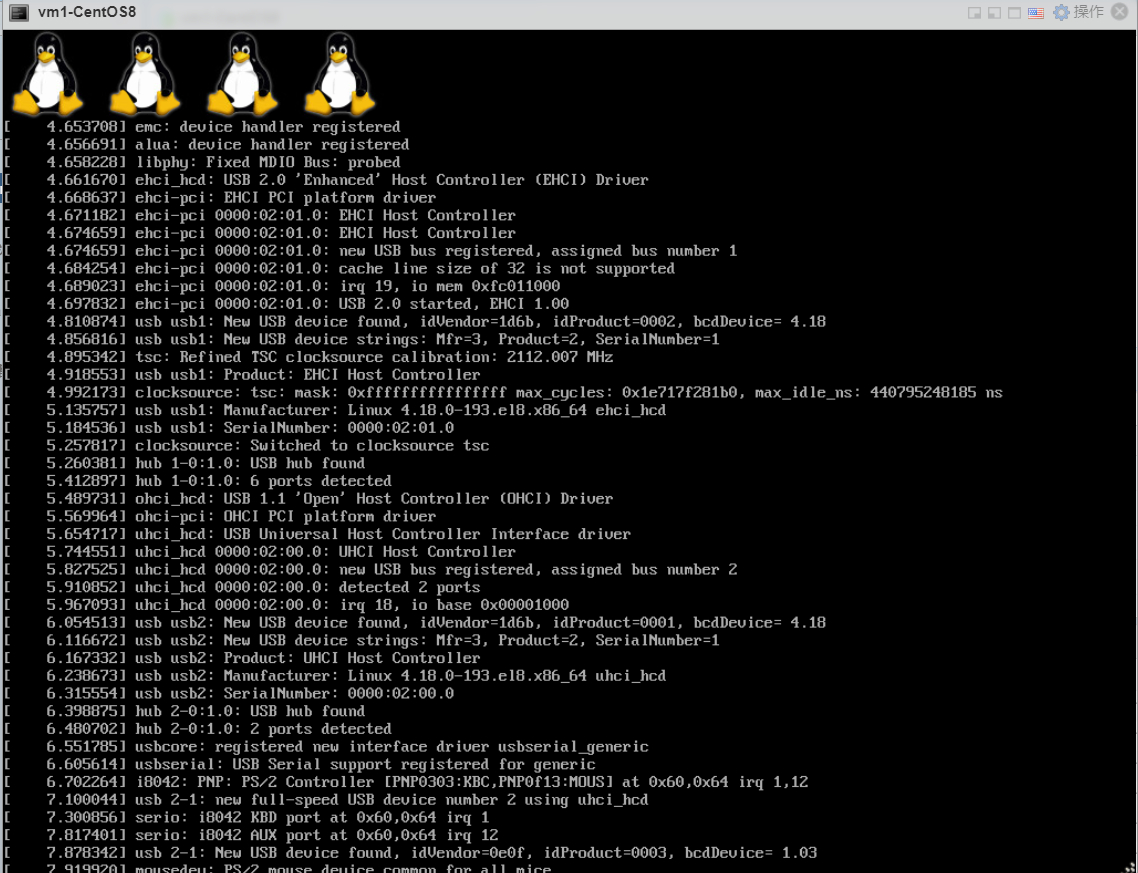 vm1-CentOS8
操作
[    4.653708] emc: device handler registered
[    4.656691] alua: device handler registered
[    4.658228] libphy: Fixed MDIO Bus: probed
[    4.661670] ehci_hcd: USB 2.0 'Enhanced' Host Controller (EHCI) Driver
[    4.668637] ehci-pci: EHCI PCI platform driver
[    4.671182] ehci-pci 0000:02:01.0: EHCI Host Controller
[    4.674659] ehci-pci 0000:02:01.0: EHCI Host Controller
[    4.674659] ehci-pci 0000:02:01.0: new USB bus registered, assigned bus number 1
[    4.684254] ehci-pci 0000:02:01.0: cache line size of 32 is not supported
[    4.689023] ehci-pci 0000:02:01.0: irq 19, io mem 0xfc011000
[    4.697832] ehci-pci 0000:02:01.0: USB 2.0 started, EHCI 1.00
[    4.810874] usb usb1: New USB device found, idVendor=1d6b, idProduct=0002, bcdDevice= 4.18
[    4.856816] usb usb1: New USB device strings: Mfr=3, Product=2, SerialNumber=1
[    4.895342] tsc: Refined TSC clocksource calibration: 2112.007 MHz
[    4.918553] usb usb1: Product: EHCI Host Controller
[    4.992173] clocksource: tsc: mask: 0xffffffffffffffff max_cycles: 0x1e717f281b0, max_idle_ns: 440795248185 ns
[    5.135757] usb usb1: Manufacturer: Linux 4.18.0-193.el8.x86_64 ehci_hcd
[    5.184536] usb usb1: SerialNumber: 0000:02:01.0
[    5.257817] clocksource: Switched to clocksource tsc
[    5.260381] hub 1-0:1.0: USB hub found
[    5.412897] hub 1-0:1.0: 6 ports detected
[    5.489731] ohci_hcd: USB 1.1 'Open' Host Controller (OHCI) Driver
[    5.569964] ohci-pci: OHCI PCI platform driver
[    5.654717] uhci_hcd: USB Universal Host Controller Interface driver
[    5.744551] uhci_hcd 0000:02:00.0: UHCI Host Controller
[    5.827525] uhci_hcd 0000:02:00.0: new USB bus registered, assigned bus number 2
[    5.910852] uhci_hcd 0000:02:00.0: detected 2 ports
[    5.967093] uhci_hcd 0000:02:00.0: irq 18, io base 0x00001000
[    6.054513] usb usb2: New USB device found, idVendor=1d6b, idProduct=0001, bcdDevice= 4.18
[    6.116672] usb usb2: New USB device strings: Mfr=3, Product=2, SerialNumber=1
[    6.167332] usb usb2: Product: UHCI Host Controller
[    6.238673] usb usb2: Manufacturer: Linux 4.18.0-193.el8.x86_64 uhci_hcd
[    6.315554] usb usb2: SerialNumber: 0000:02:00.0
[    6.398875] hub 2-0:1.0: USB hub found
[    6.480702] hub 2-0:1.0: 2 ports detected
[    6.551785] usbcore: registered new interface driver usbserial_generic
[    6.605614] usbserial: USB Serial support registered for generic
[    6.702264] i8042: PNP: PS/2 Controller [PNP0303:KBC,PNP0f13:MOUS] at 0x60,0x64 irq 1,12
[    7.100044] usb 2-1: new full-speed USB device number 2 using uhci_hcd
[    7.300856] serio: i8042 KBD port at 0x60,0x64 irq 1
[    7.817401] serio: i8042 AUX port at 0x60,0x64 irq 12
[    7.878342] usb 2-1: New USB device found, idVendor=0e0f, idProduct=0003, bcdDevice= 1.03
[    7.919920] mousedev: PS/2 mouse device common for all mice